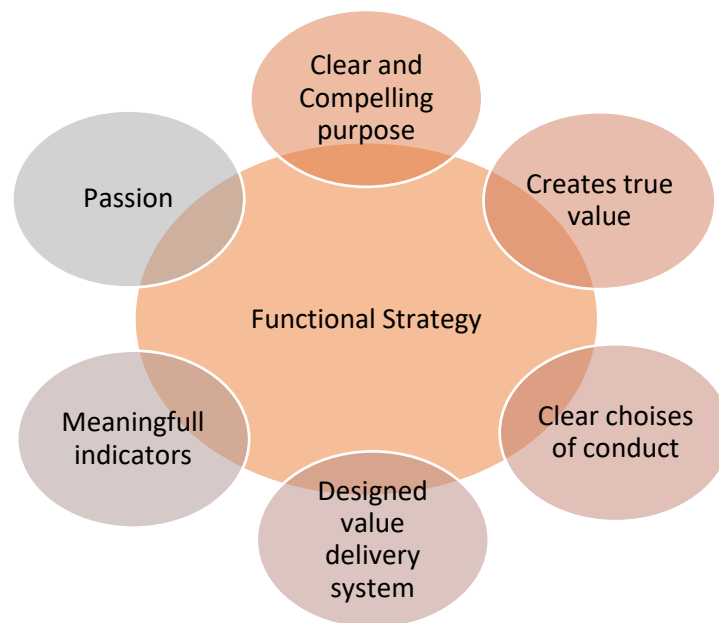 Clear and
Compelling
purpose
Creates true
value
Clear choises
of conduct
Designed
value
delivery
system
Meaningfull
indicators
Passion
Functional Strategy